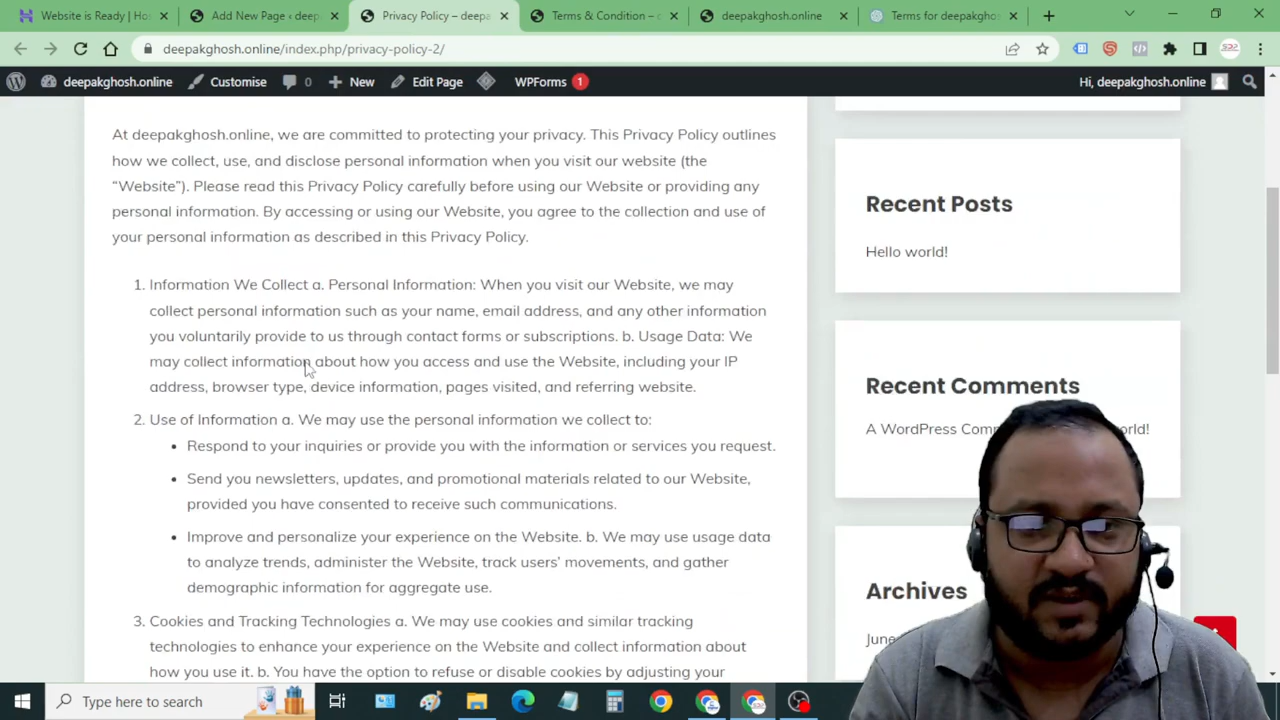 Website is Ready | Hos
Add New Page ‹ deepa
Privacy Policy – deepa
Terms & Condition – d
deepakghosh.online
Terms for deepakghos
deepakghosh.online/index.php/privacy-policy-2/
deepakghosh.online
Customise
0
New
Edit Page
WPForms 1
Hi, deepakghosh.online
At deepakghosh.online, we are committed to protecting your privacy. This Privacy Policy outlines
how we collect, use, and disclose personal information when you visit our website (the
“Website”). Please read this Privacy Policy carefully before using our Website or providing any
personal information. By accessing or using our Website, you agree to the collection and use of
your personal information as described in this Privacy Policy.
1. Information We Collect a. Personal Information: When you visit our Website, we may
collect personal information such as your name, email address, and any other information
you voluntarily provide to us through contact forms or subscriptions. b. Usage Data: We
may collect information about how you access and use the Website, including your IP
address, browser type, device information, pages visited, and referring website.
2. Use of Information a. We may use the personal information we collect to:
• Respond to your inquiries or provide you with the information or services you request.
• Send you newsletters, updates, and promotional materials related to our Website,
provided you have consented to receive such communications.
• Improve and personalize your experience on the Website. b. We may use usage data
to analyze trends, administer the Website, track users’ movements, and gather
demographic information for aggregate use.
3. Cookies and Tracking Technologies a. We may use cookies and similar tracking
technologies to enhance your experience on the Website and collect information about
how you use it. b. You have the option to refuse or disable cookies by adjusting your
Recent Posts
Hello world!
Recent Comments
A WordPress Com orld!
Archives
June
Type here to search